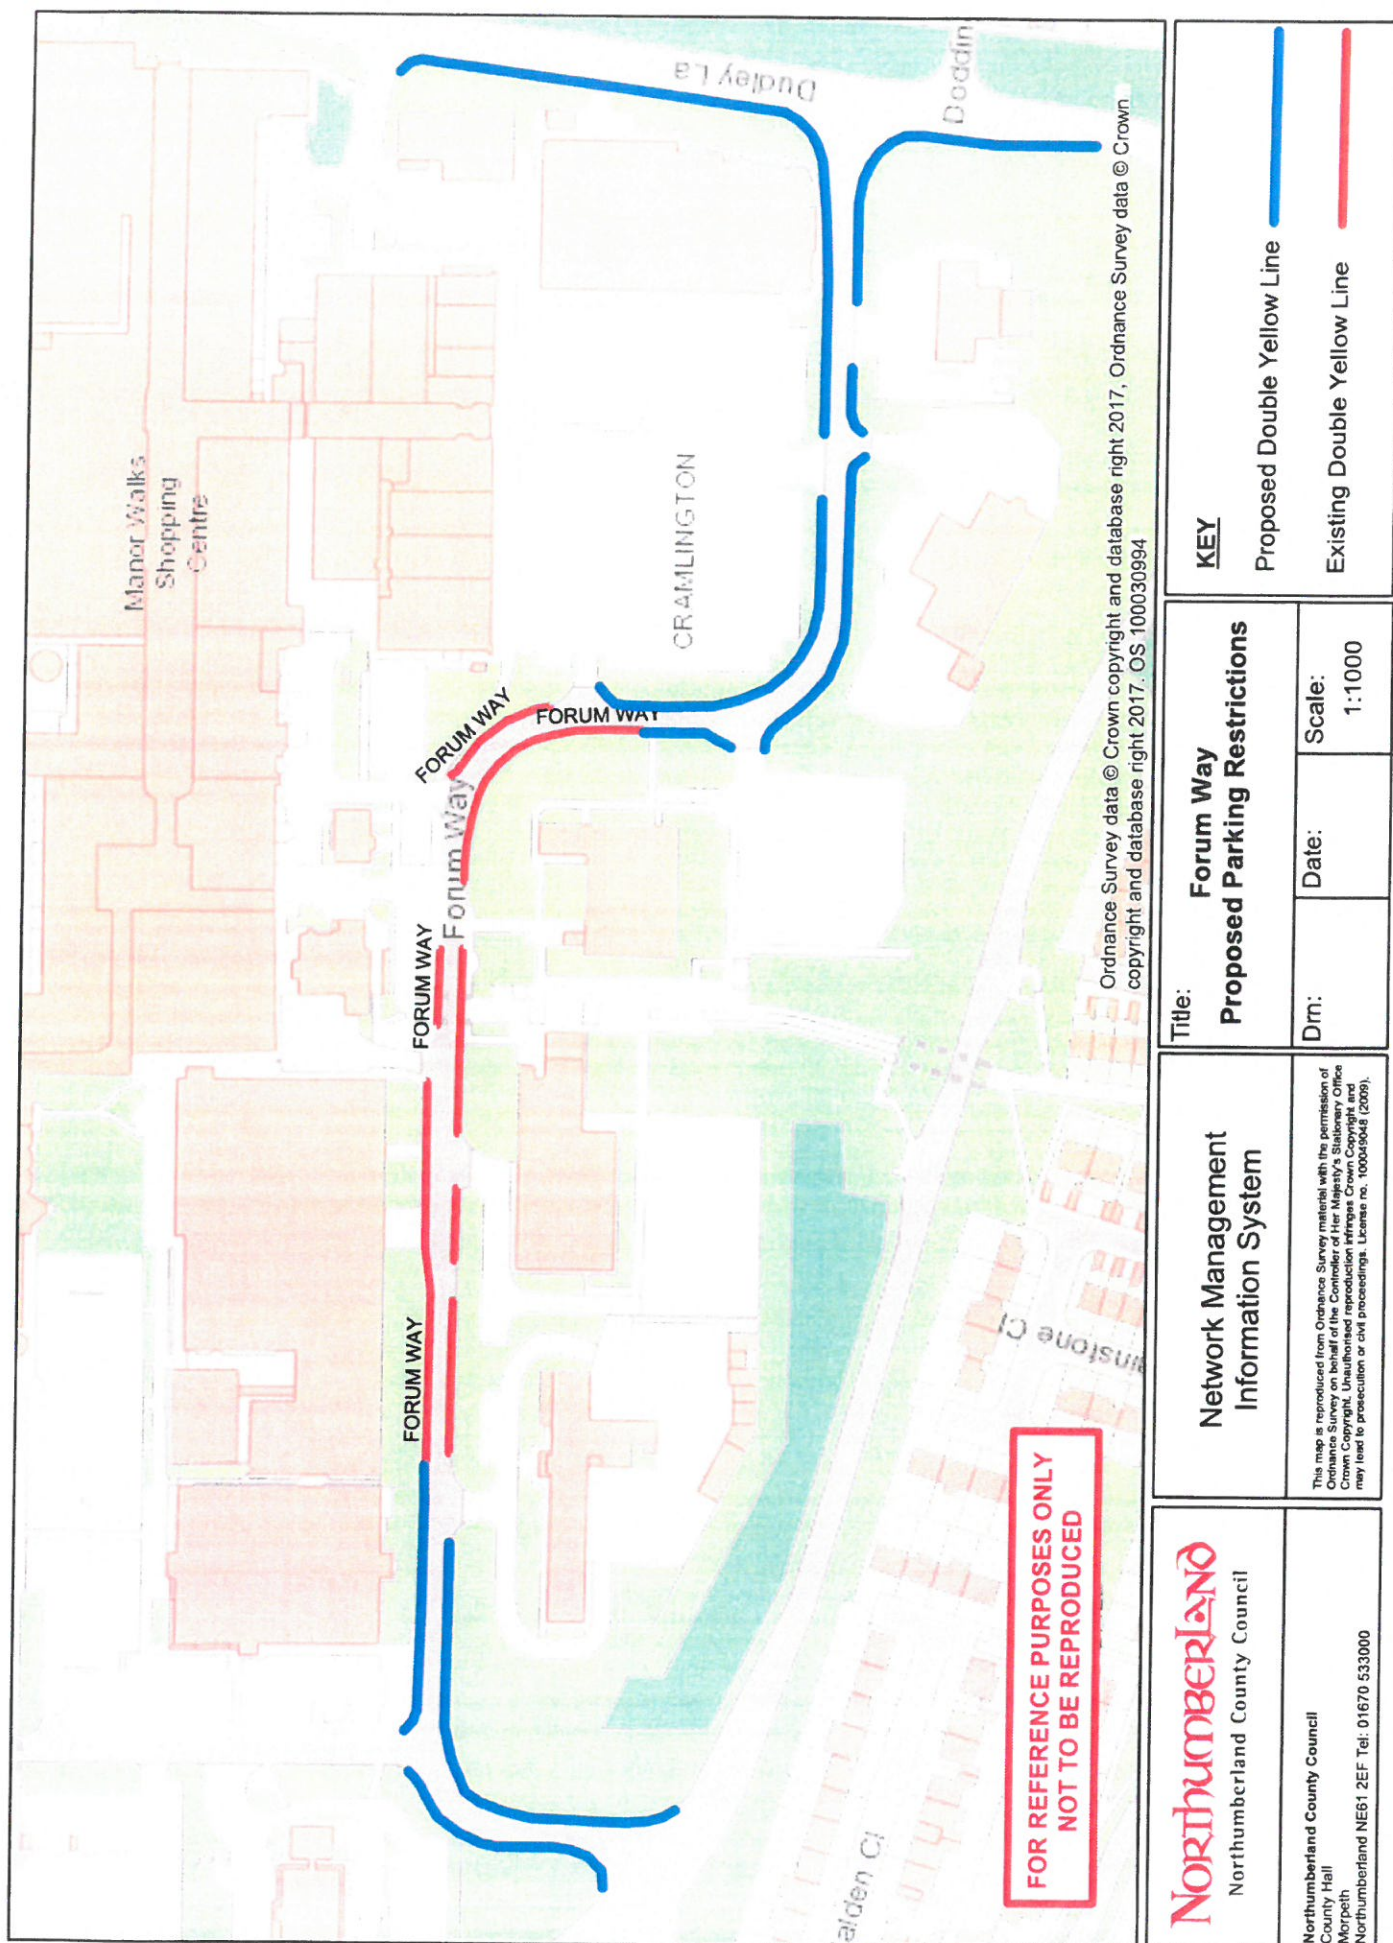 Manor Walks
Shopping
Centre
Dudley La
Doddin
CRAMLINGTON
FORUM WAY
FORUM WAY
Forum Way
FORUM WAY
FORUM WAY
ainstone Cl
alden Cl
FOR REFERENCE PURPOSES ONLY
NOT TO BE REPRODUCED
Ordnance Survey data © Crown copyright and database right 2017, Ordnance Survey data © Crown
copyright and database right 2017. OS 100030994
NORTHUMBERLAND
Northumberland County Council
Northumberland County Council
County Hall
Morpeth
Northumberland NE61 2EF Tel: 01670 533000
Network Management
Information System
This map is reproduced from Ordnance Survey material with the permission of
Ordnance Survey on behalf of the Controller of Her Majesty's Stationery Office
Crown Copyright. Unauthorised reproduction infringes Crown Copyright and
may lead to prosecution or civil proceedings. License no. 100049048 (2009).
Title:
Forum Way
Proposed Parking Restrictions
Drn:
Date:
Scale:
1:1000
KEY
Proposed Double Yellow Line
Existing Double Yellow Line